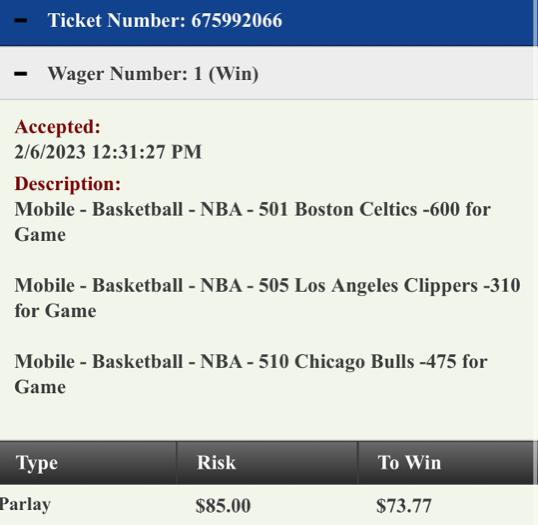 Ticket Number: 675992066
Wager Number: 1 (Win)
Accepted:
2/6/2023 12:31:27 PM
Description:
Mobile - Basketball - NBA - 501 Boston Celtics -600 for
Game
Mobile - Basketball - NBA - 505 Los Angeles Clippers -310
for Game
Mobile - Basketball - NBA - 510 Chicago Bulls -475 for
Game
Type Risk To Win
Parlay $85.00 $73.77